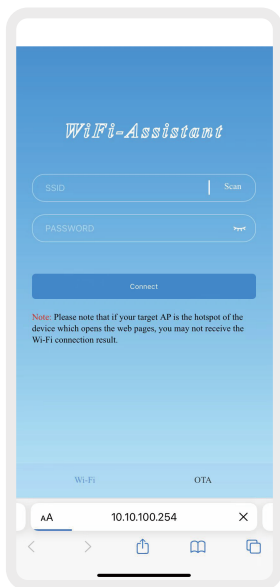 WiFi-Assistant
SSID Scan
PASSWORD
Connect
Note: Please note that if your target AP is the hotspot of the
device which opens the web pages, you may not receive the
Wi-Fi connection result.
Wi-Fi OTA
AA 10.10.100.254